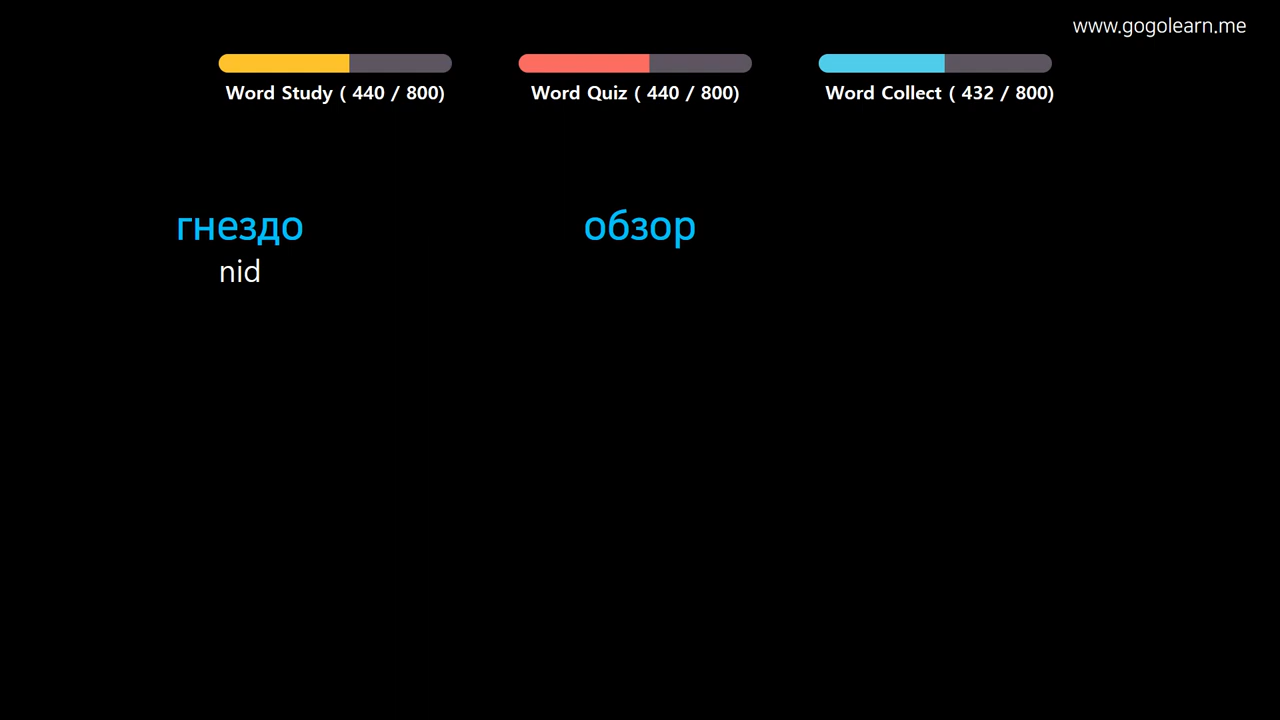 www.gogolearn.me
Word Study ( 440 / 800)
Word Quiz ( 440 / 800)
Word Collect ( 432 / 800)
гнездо
nid
обзор